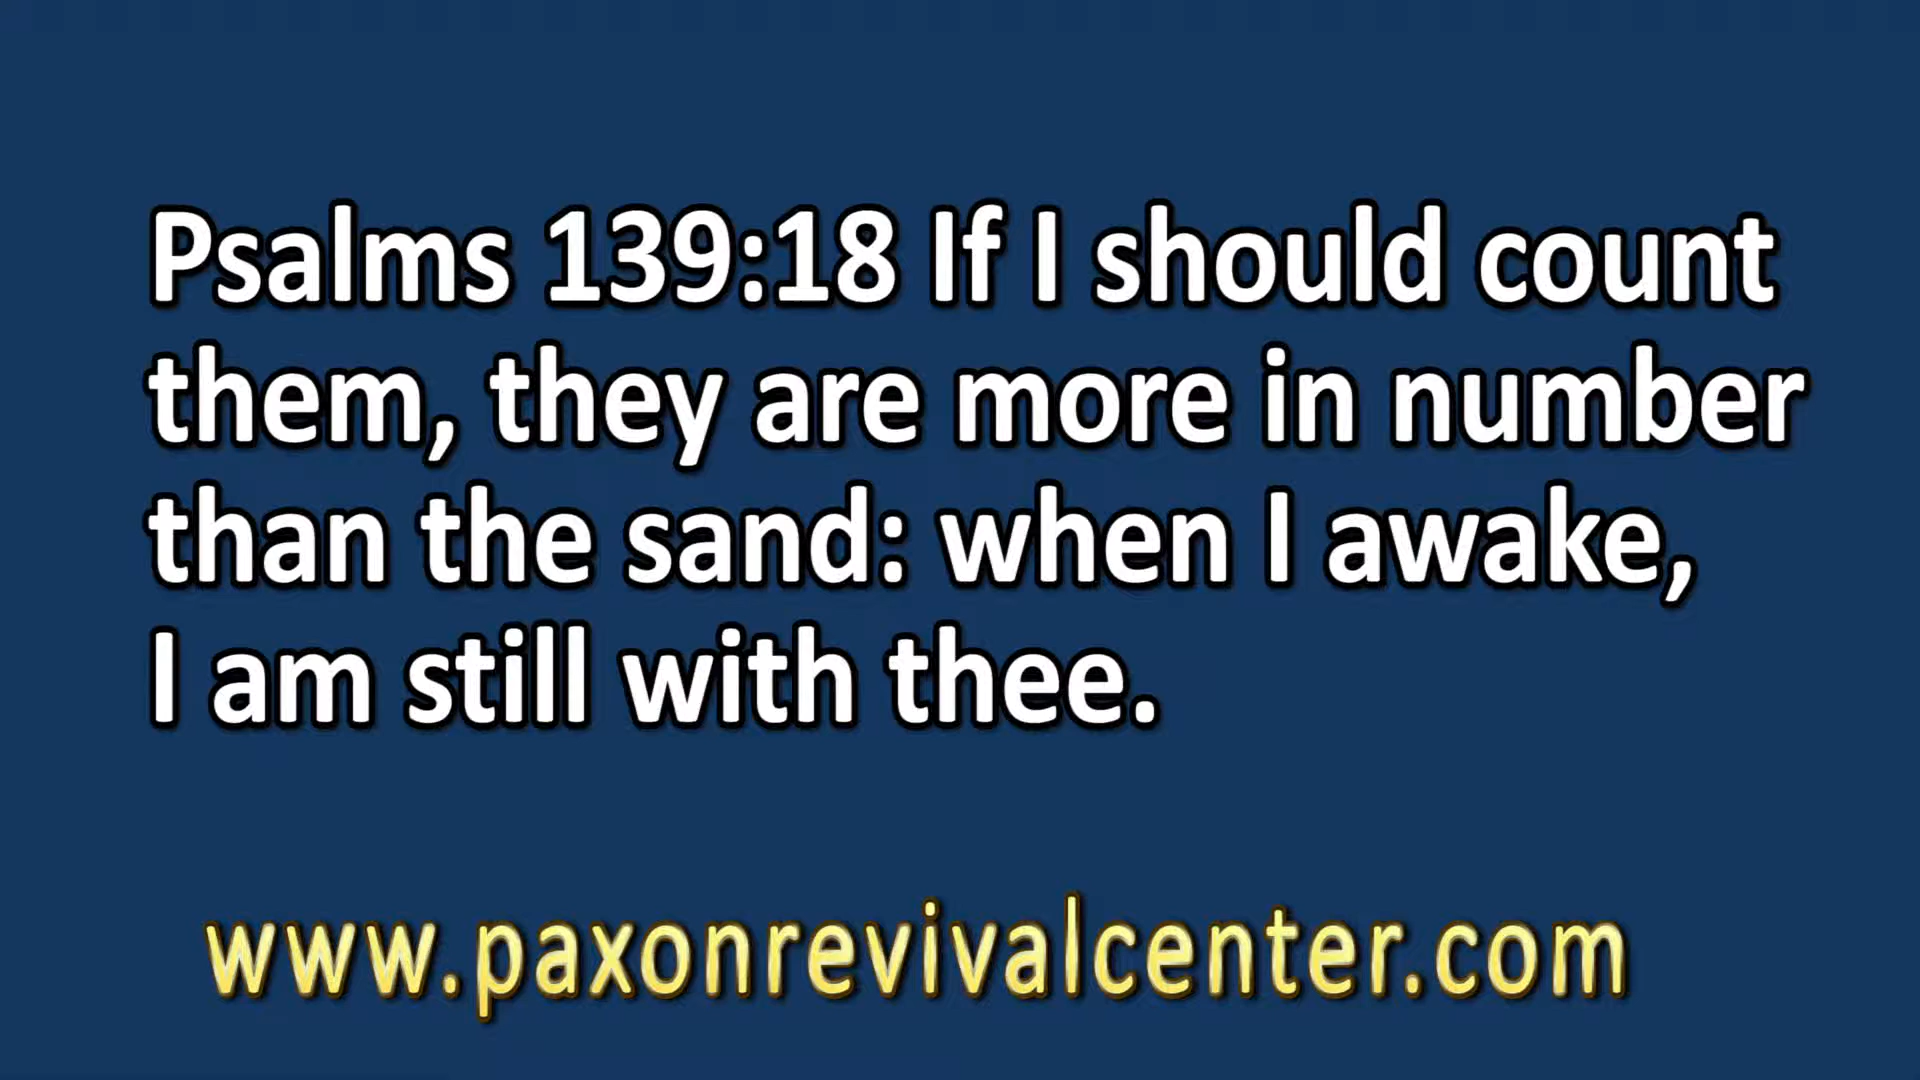 Psalms 139:18 If I should count
them, they are more in number
than the sand: when I awake,
I am still with thee.
www.paxonrevivalcenter.com